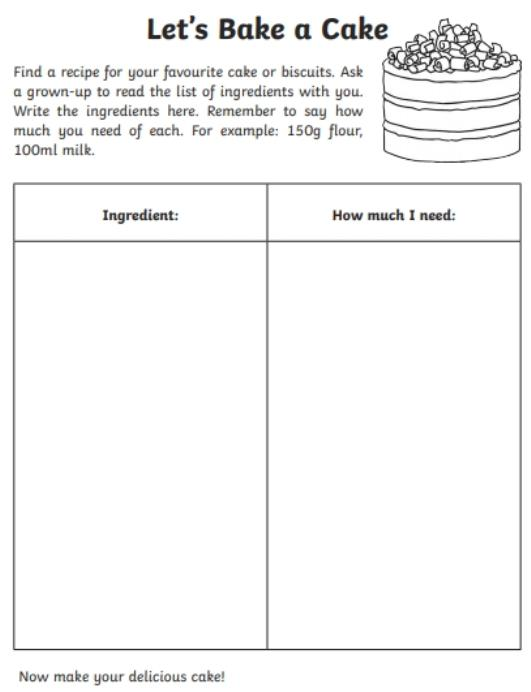 Let's Bake a Cake
Find a recipe for your favourite cake or biscuits. Ask
a grown-up to read the list of ingredients with you.
Write the ingredients here. Remember to say how
much you need of each. For example: 150g flour,
100ml milk.
Ingredient:
How much I need:
Now make your delicious cake!